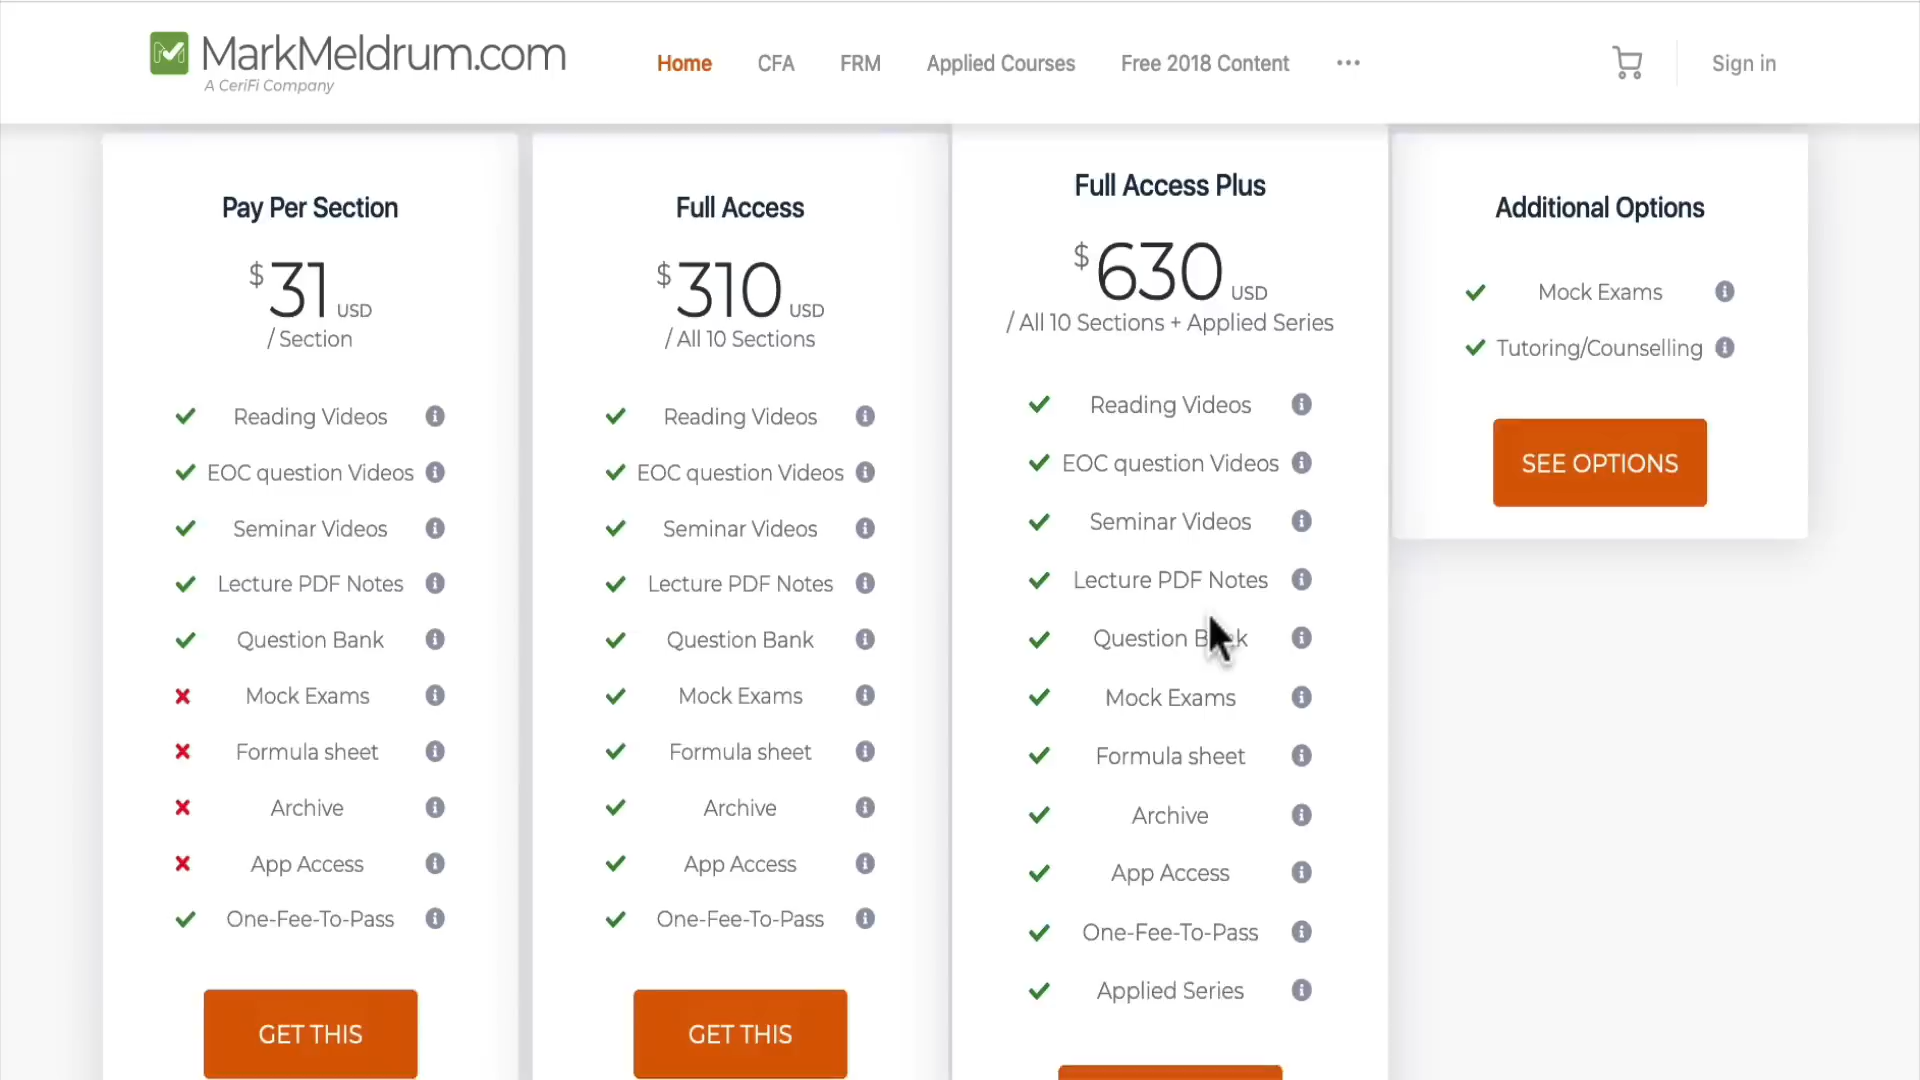 MarkMeldrum.com
A CeriFi Company
Home
CFA
FRM
Applied Courses
Free 2018 Content
Sign in
Pay Per Section
$31 USD
/ Section
Reading Videos
EOC question Videos
Seminar Videos
Lecture PDF Notes
Question Bank
Mock Exams
Formula sheet
Archive
App Access
One-Fee-To-Pass
GET THIS
Full Access
$310 USD
/ All 10 Sections
Reading Videos
EOC question Videos
Seminar Videos
Lecture PDF Notes
Question Bank
Mock Exams
Formula sheet
Archive
App Access
One-Fee-To-Pass
GET THIS
Full Access Plus
$630 USD
/ All 10 Sections + Applied Series
Reading Videos
EOC question Videos
Seminar Videos
Lecture PDF Notes
Question Bank
Mock Exams
Formula sheet
Archive
App Access
One-Fee-To-Pass
Applied Series
Additional Options
Mock Exams
Tutoring/Counselling
SEE OPTIONS